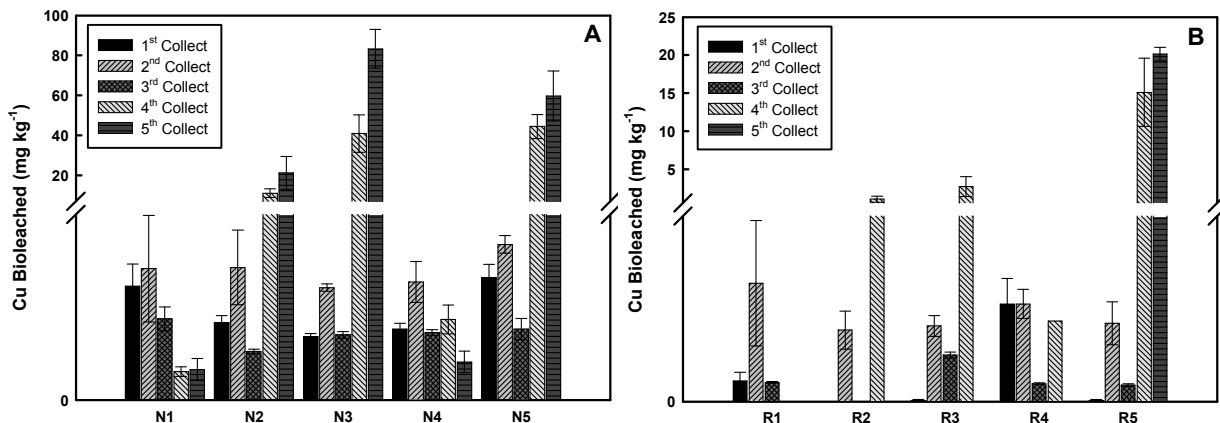 A
1st Collect
2nd Collect
3rd Collect
4th Collect
5th Collect
Cu Bioleached (mg kg-1)
100
80
60
40
20
0
N1 N2 N3 N4 N5
B
1st Collect
2nd Collect
3rd Collect
4th Collect
5th Collect
Cu Bioleached (mg kg-1)
25
20
15
10
5
0
R1 R2 R3 R4 R5